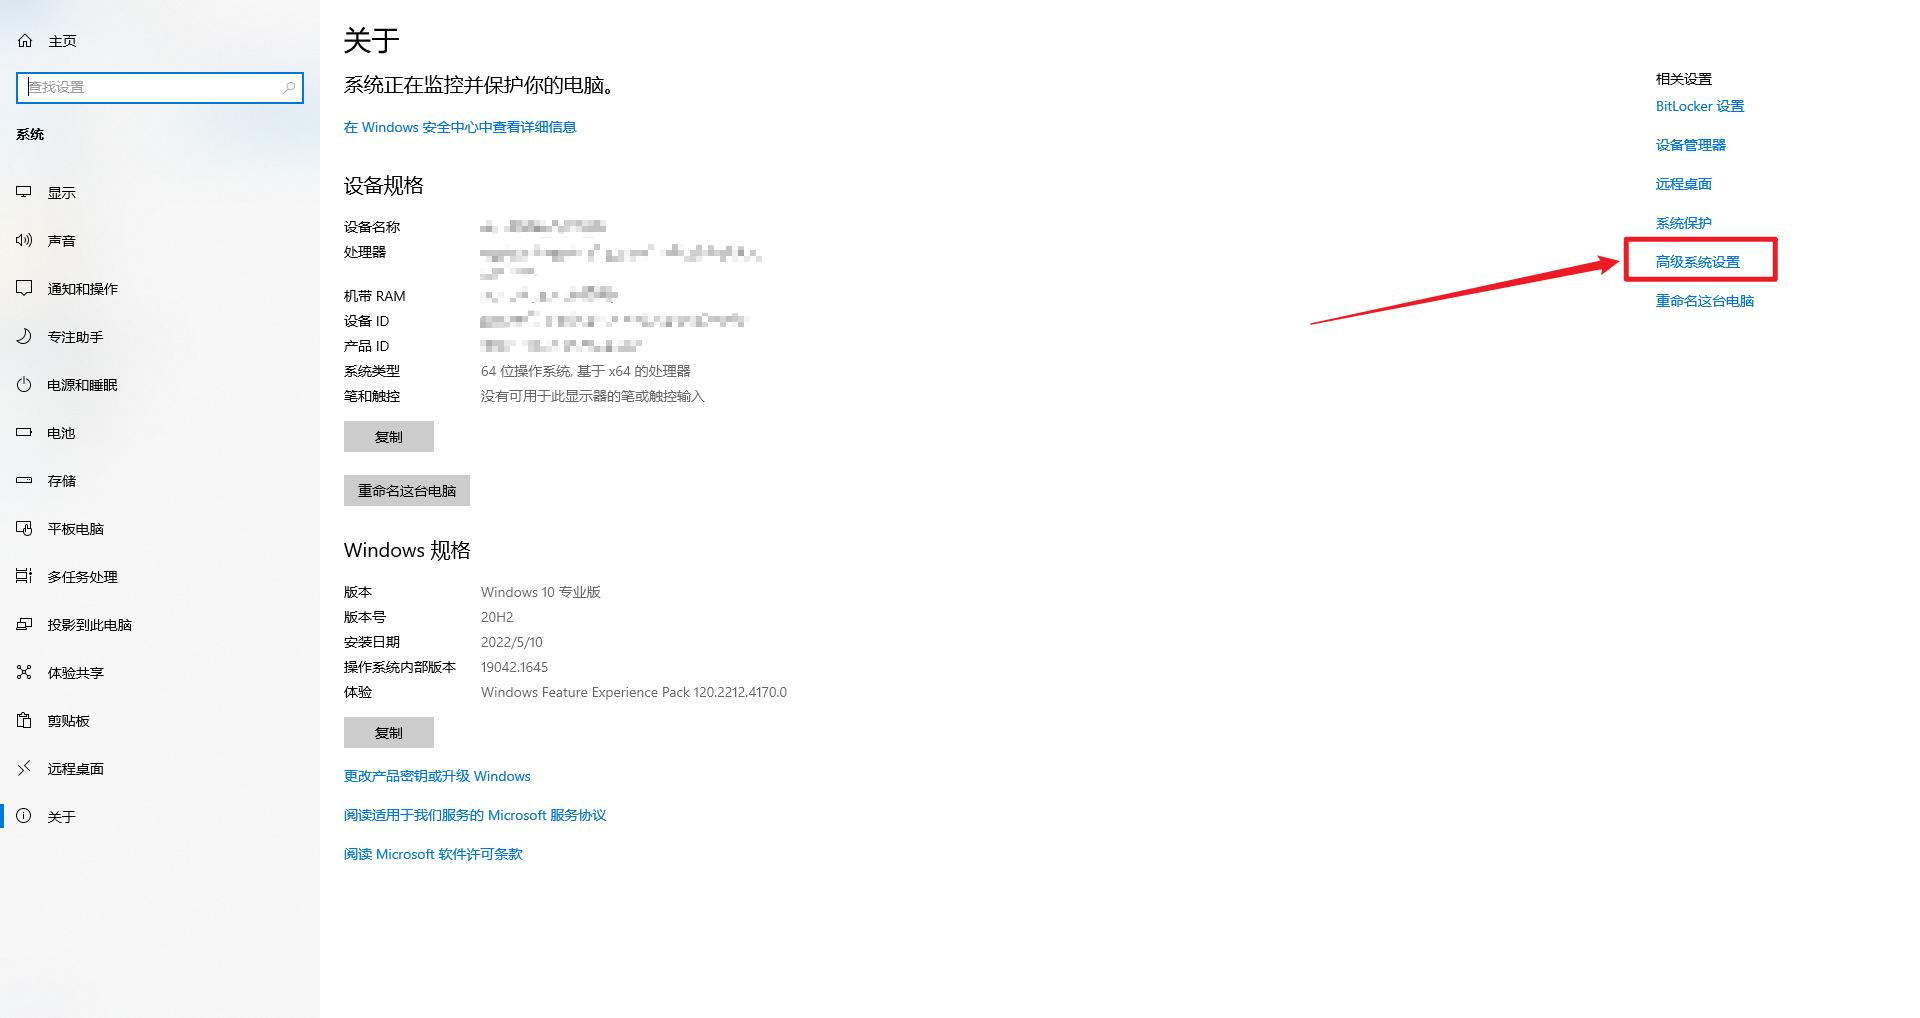 主页
查找设置
系统
显示
声音
通知和操作
专注助手
电源和睡眠
电池
存储
平板电脑
多任务处理
投影到此电脑
体验共享
剪贴板
远程桌面
关于
关于
系统正在监控并保护你的电脑。
在 Windows 安全中心中查看详细信息
设备规格
设备名称
处理器
机带 RAM
设备 ID
产品 ID
系统类型 64 位操作系统, 基于 x64 的处理器
笔和触控 没有可用于此显示器的笔或触控输入
复制
重命名这台电脑
Windows 规格
版本 Windows 10 专业版
版本号 20H2
安装日期 2022/5/10
操作系统内部版本 19042.1645
体验 Windows Feature Experience Pack 120.2212.4170.0
复制
更改产品密钥或升级 Windows
阅读适用于我们服务的 Microsoft 服务协议
阅读 Microsoft 软件许可条款
相关设置
BitLocker 设置
设备管理器
远程桌面
系统保护
高级系统设置
重命名这台电脑